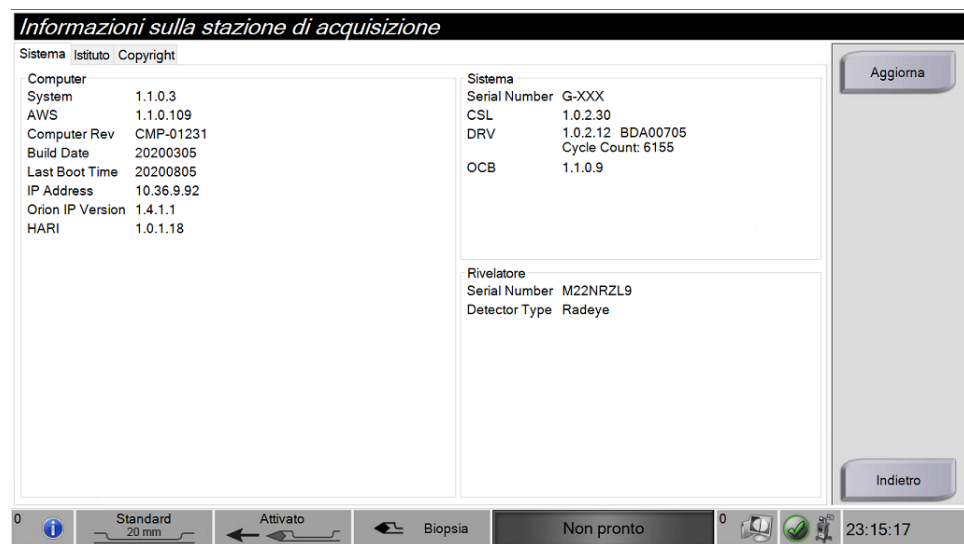 Informazioni sulla stazione di acquisizione
Sistema Istituto Copyright
Computer
System 1.1.0.3
AWS 1.1.0.109
Computer Rev CMP-01231
Build Date 20200305
Last Boot Time 20200805
IP Address 10.36.9.92
Orion IP Version 1.4.1.1
HARI 1.0.1.18
Sistema
Serial Number G-XXX
CSL 1.0.2.30
DRV 1.0.2.12 BDA00705
Cycle Count: 6155
OCB 1.1.0.9
Rivelatore
Serial Number M22NRZL9
Detector Type Radeye
Aggiorna
Indietro
0
Standard
20 mm
Attivato
Biopsia
Non pronto
0
23:15:17